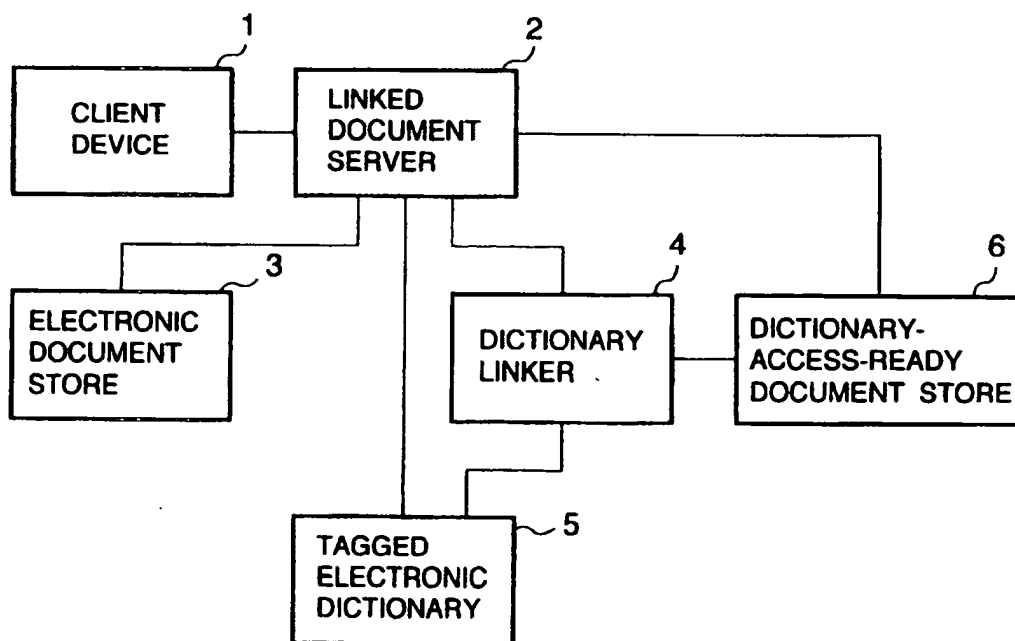 1
CLIENT
DEVICE
2
LINKED
DOCUMENT
SERVER
3
ELECTRONIC
DOCUMENT
STORE
4
DICTIONARY
LINKER
6
DICTIONARY-
ACCESS-READY
DOCUMENT STORE
5
TAGGED
ELECTRONIC
DICTIONARY